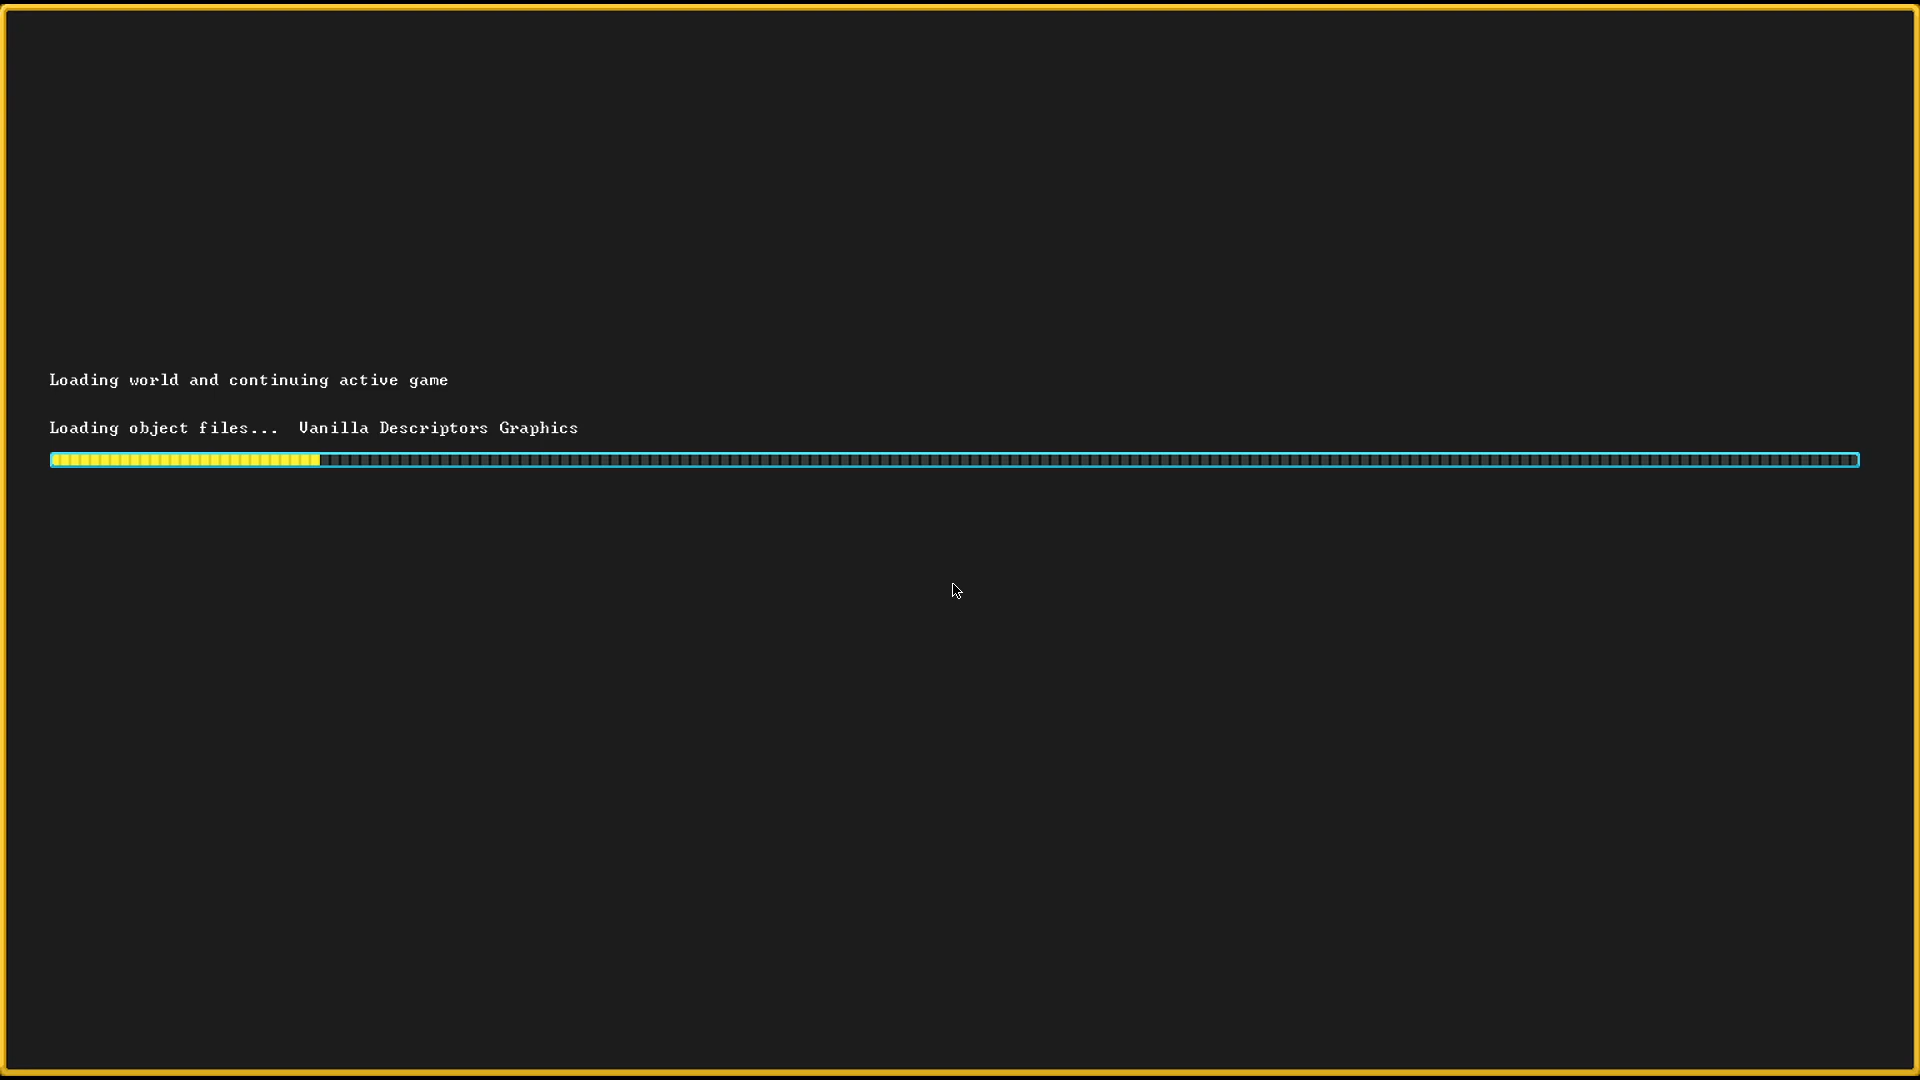 Loading world and continuing active game
Loading object files...  Vanilla Descriptors Graphics